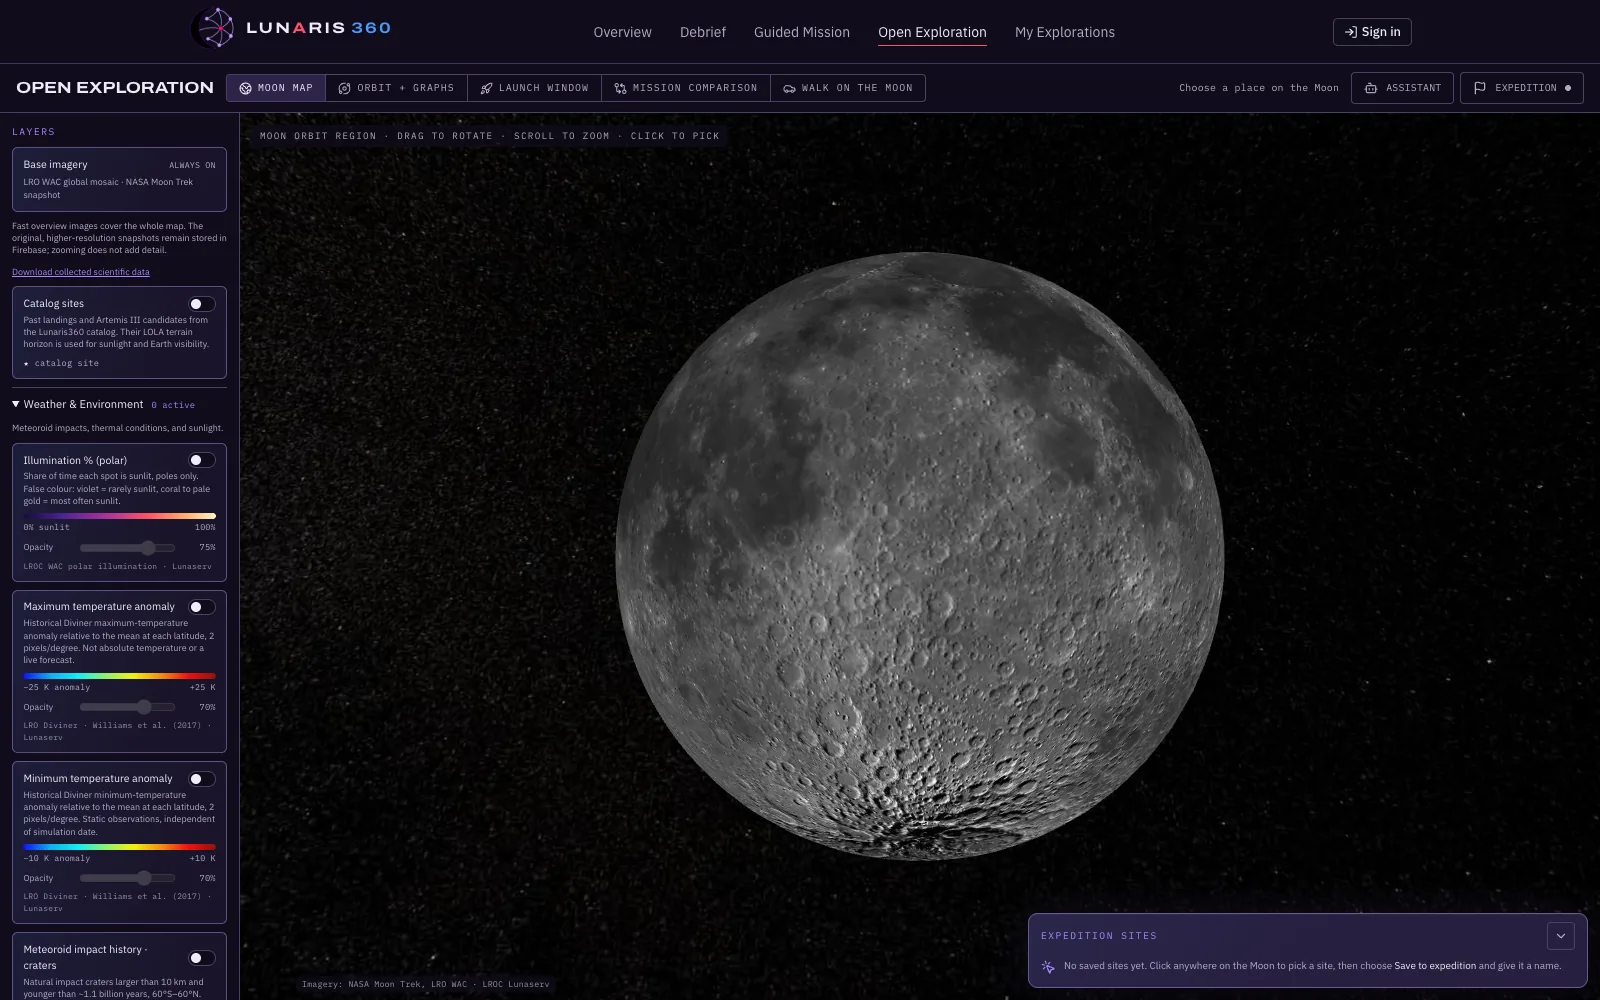 LUNARIS 360
Overview
Debrief
Guided Mission
Open Exploration
My Explorations
Sign in
OPEN EXPLORATION
MOON MAP
ORBIT + GRAPHS
LAUNCH WINDOW
MISSION COMPARISON
WALK ON THE MOON
Choose a place on the Moon
ASSISTANT
EXPEDITION
LAYERS
Base imagery
ALWAYS ON
LRO WAC global mosaic · NASA Moon Trek
snapshot
Fast overview images cover the whole map. The
original, higher-resolution snapshots remain stored in
Firebase; zooming does not add detail.
Download collected scientific data
Catalog sites
Past landings and Artemis III candidates from
the Lunaris360 catalog. Their LOLA terrain
horizon is used for sunlight and Earth visibility.
★ catalog site
▼ Weather & Environment 0 active
Meteoroid impacts, thermal conditions, and sunlight.
Illumination % (polar)
Share of time each spot is sunlit, poles only.
False colour: violet = rarely sunlit, coral to pale
gold = most often sunlit.
0% sunlit 100%
Opacity 75%
LROC WAC polar illumination · Lunaserv
Maximum temperature anomaly
Historical Diviner maximum-temperature
anomaly relative to the mean at each latitude, 2
pixels/degree. Not absolute temperature or a
live forecast.
−25 K anomaly +25 K
Opacity 70%
LRO Diviner · Williams et al. (2017) ·
Lunaserv
Minimum temperature anomaly
Historical Diviner minimum-temperature
anomaly relative to the mean at each latitude, 2
pixels/degree. Static observations, independent
of simulation date.
−10 K anomaly +10 K
Opacity 70%
LRO Diviner · Williams et al. (2017) ·
Lunaserv
Meteoroid impact history ·
craters
Natural impact craters larger than 10 km and
younger than ~1.1 billion years, 60°S–60°N.
MOON ORBIT REGION · DRAG TO ROTATE · SCROLL TO ZOOM · CLICK TO PICK
EXPEDITION SITES
No saved sites yet. Click anywhere on the Moon to pick a site, then choose Save to expedition and give it a name.
Imagery: NASA Moon Trek, LRO WAC · LROC Lunaserv